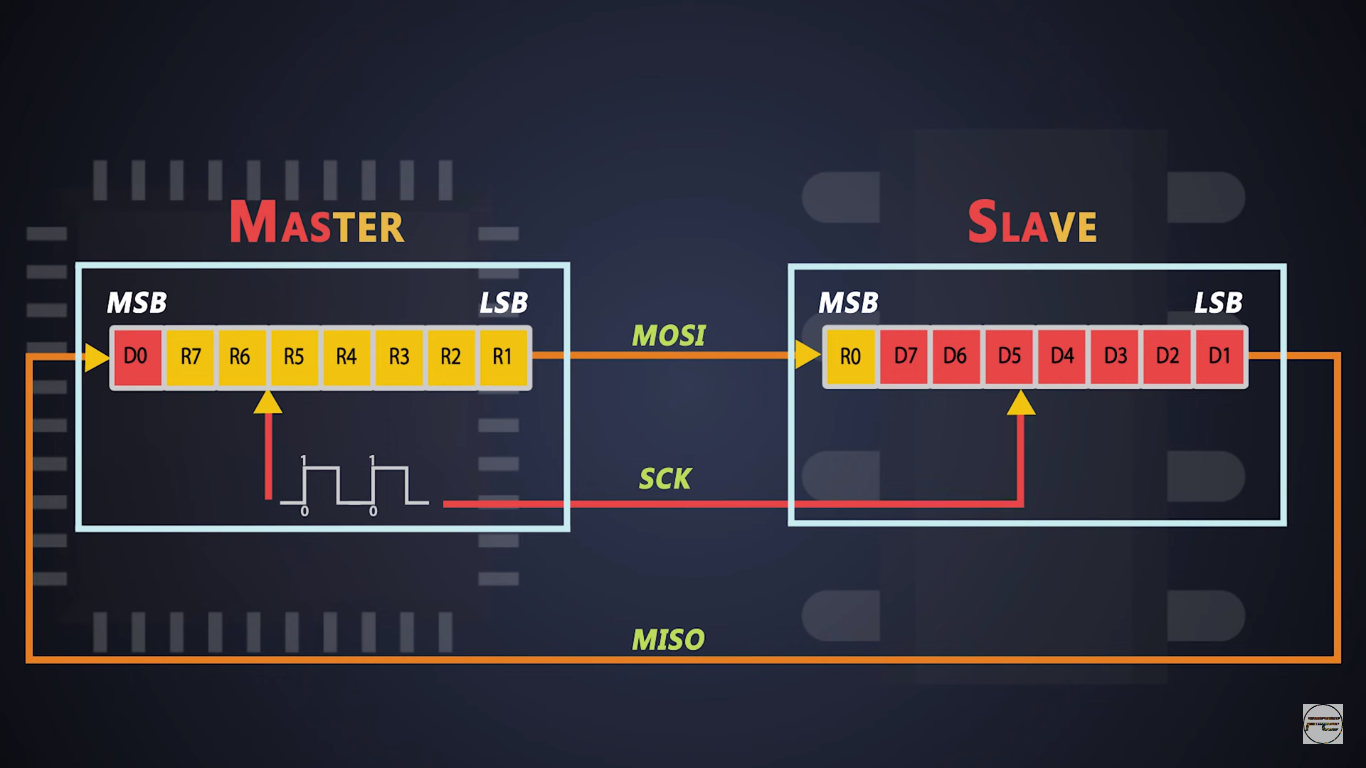 MASTER
SLAVE
MSB
LSB
MSB
LSB
D0 R7 R6 R5 R4 R3 R2 R1
MOSI
R0 D7 D6 D5 D4 D3 D2 D1
1 1
0 0
SCK
MISO